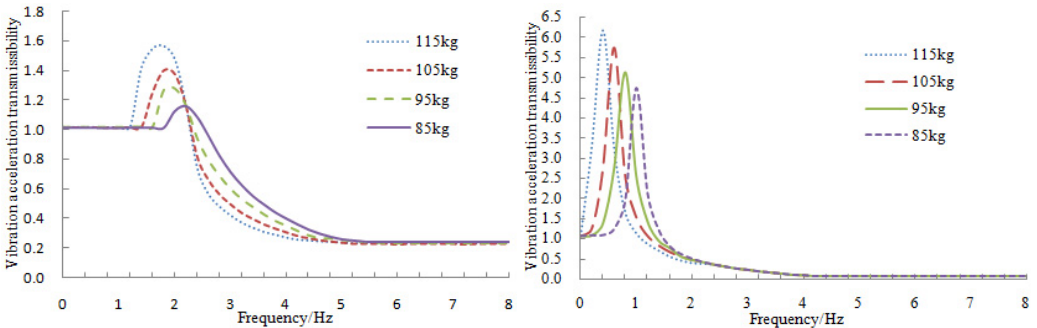 Vibration acceleration transmissibility
1.8
1.6
1.4
1.2
1.0
0.8
0.6
0.4
0.2
0.0
115kg
105kg
95kg
85kg
0 1 2 3 4 5 6 7 8
Frequency/Hz
Vibration acceleration transmissibility
6.5
6.0
5.5
5.0
4.5
4.0
3.5
3.0
2.5
2.0
1.5
1.0
0.5
0.0
115kg
105kg
95kg
85kg
0 1 2 3 4 5 6 7 8
Frequency/Hz